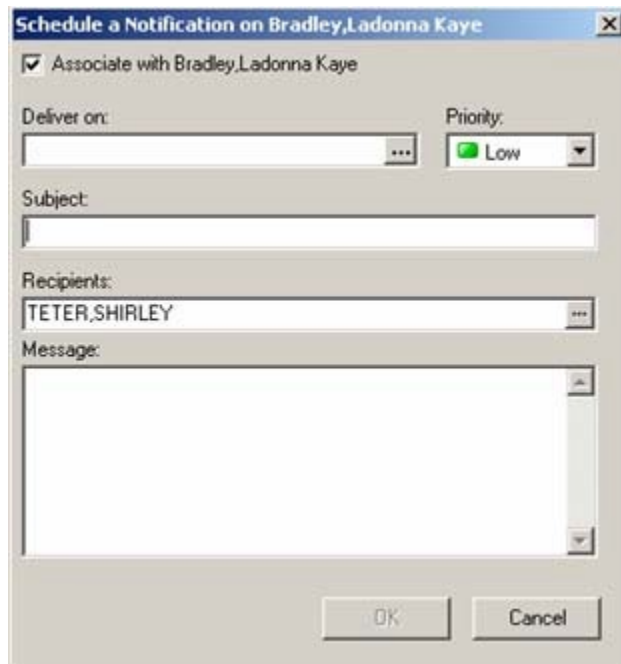 Schedule a Notification on Bradley,Ladonna Kaye
Associate with Bradley,Ladonna Kaye
Deliver on:
Priority:
...
Low
Subject:
Recipients:
TETER,SHIRLEY
...
Message:
OK
Cancel